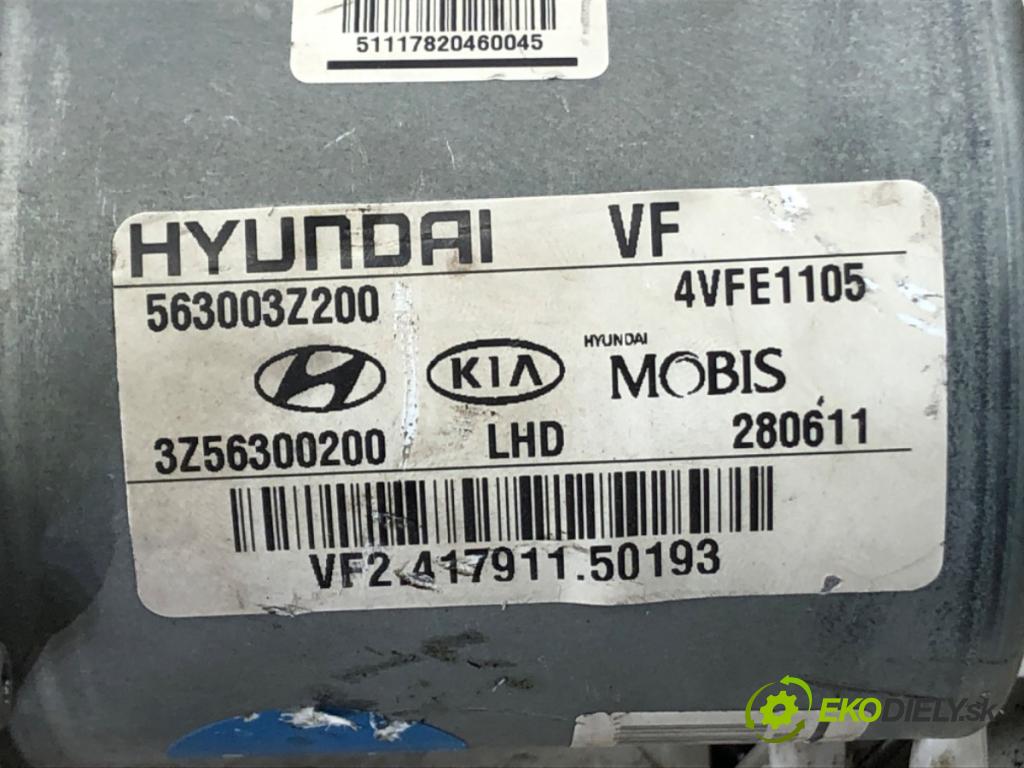 51117820460045
HYUNDAI VF
563003Z200 4VFE1105
KIA HYUNDAI MOBIS
3Z56300200 LHD 280611
VF2.417911.50193
EKODIELY.sk